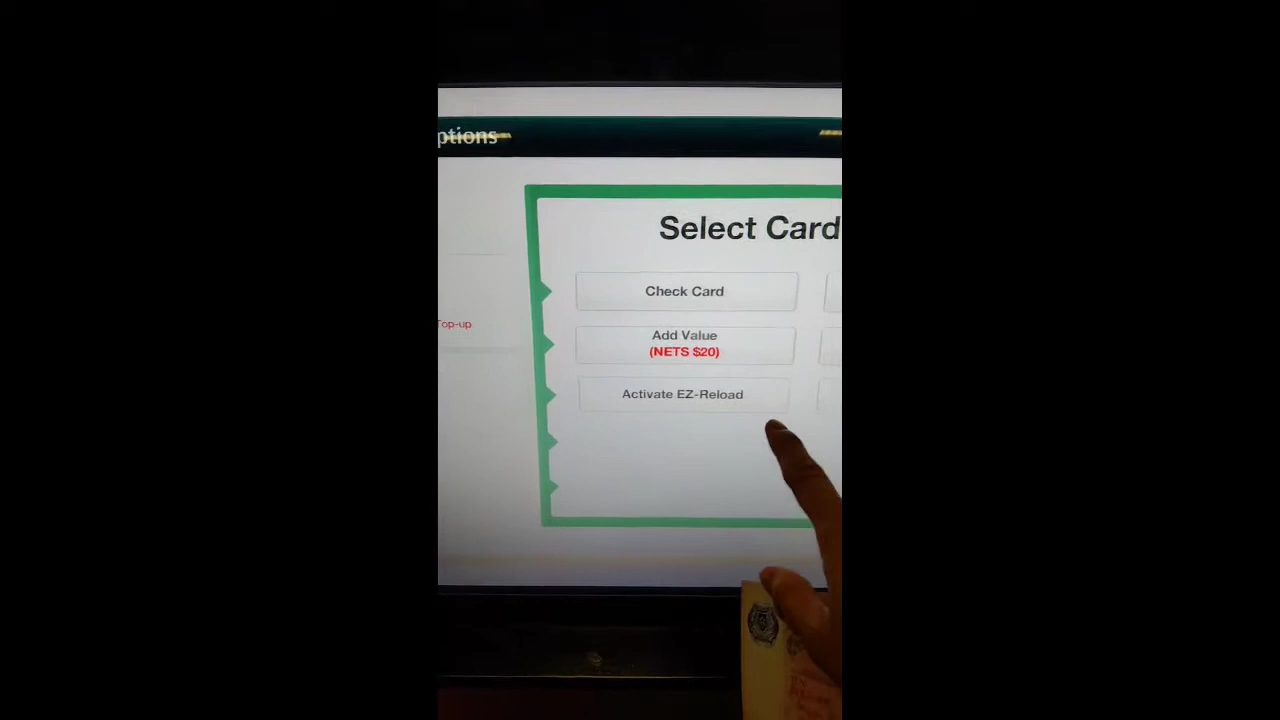 ptions
Select Card
Check Card
Add Value
(NETS $20)
Top-up
Activate EZ-Reload